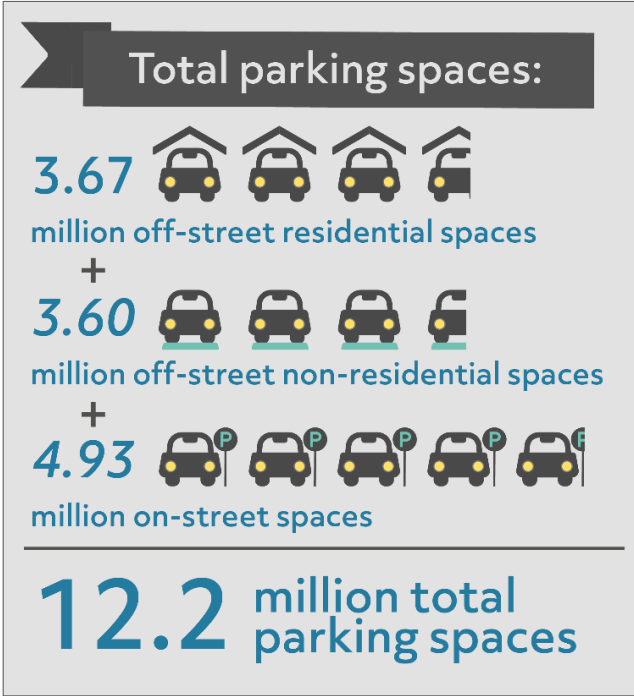 Total parking spaces:
3.67
million off-street residential spaces
+
3.60
million off-street non-residential spaces
+
P P P P P
4.93
million on-street spaces
12.2 million total
parking spaces